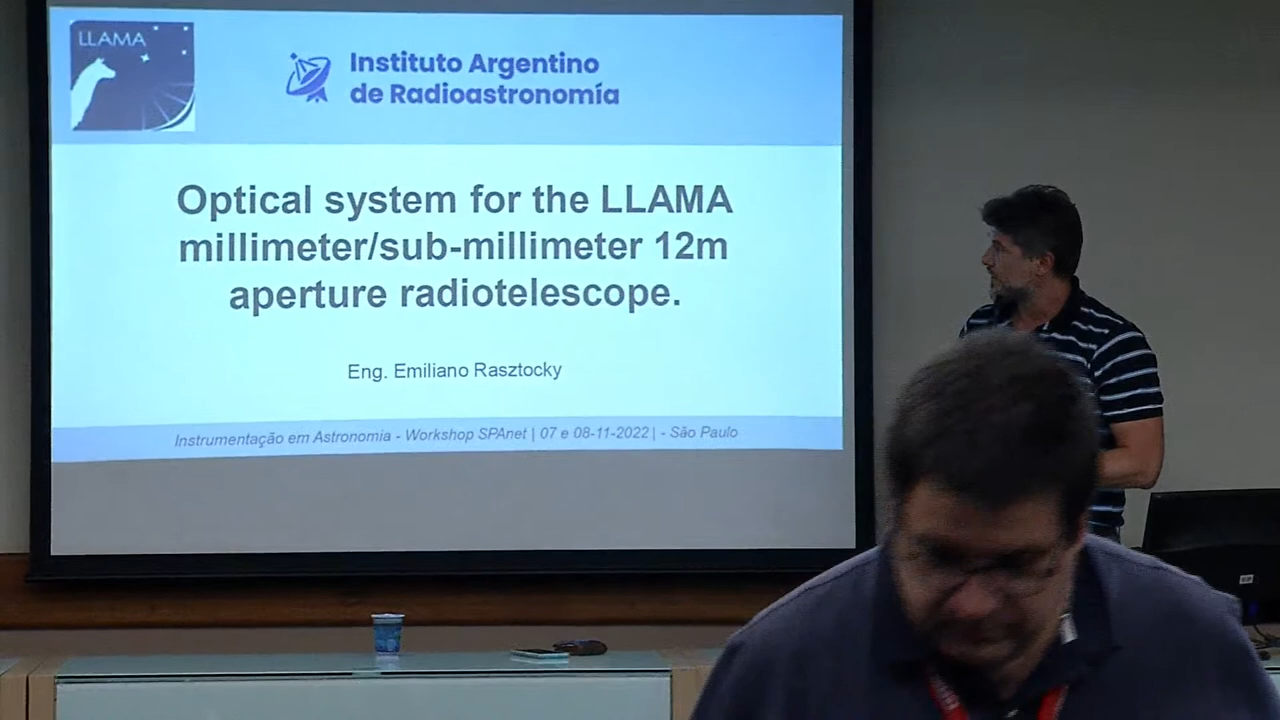 LLAMA
Instituto Argentino
de Radioastronomía
Optical system for the LLAMA
millimeter/sub-millimeter 12m
aperture radiotelescope.
Eng. Emiliano Rasztocky
Instrumentação em Astronomia - Workshop SPAnet | 07 e 08-11-2022 | - São Paulo